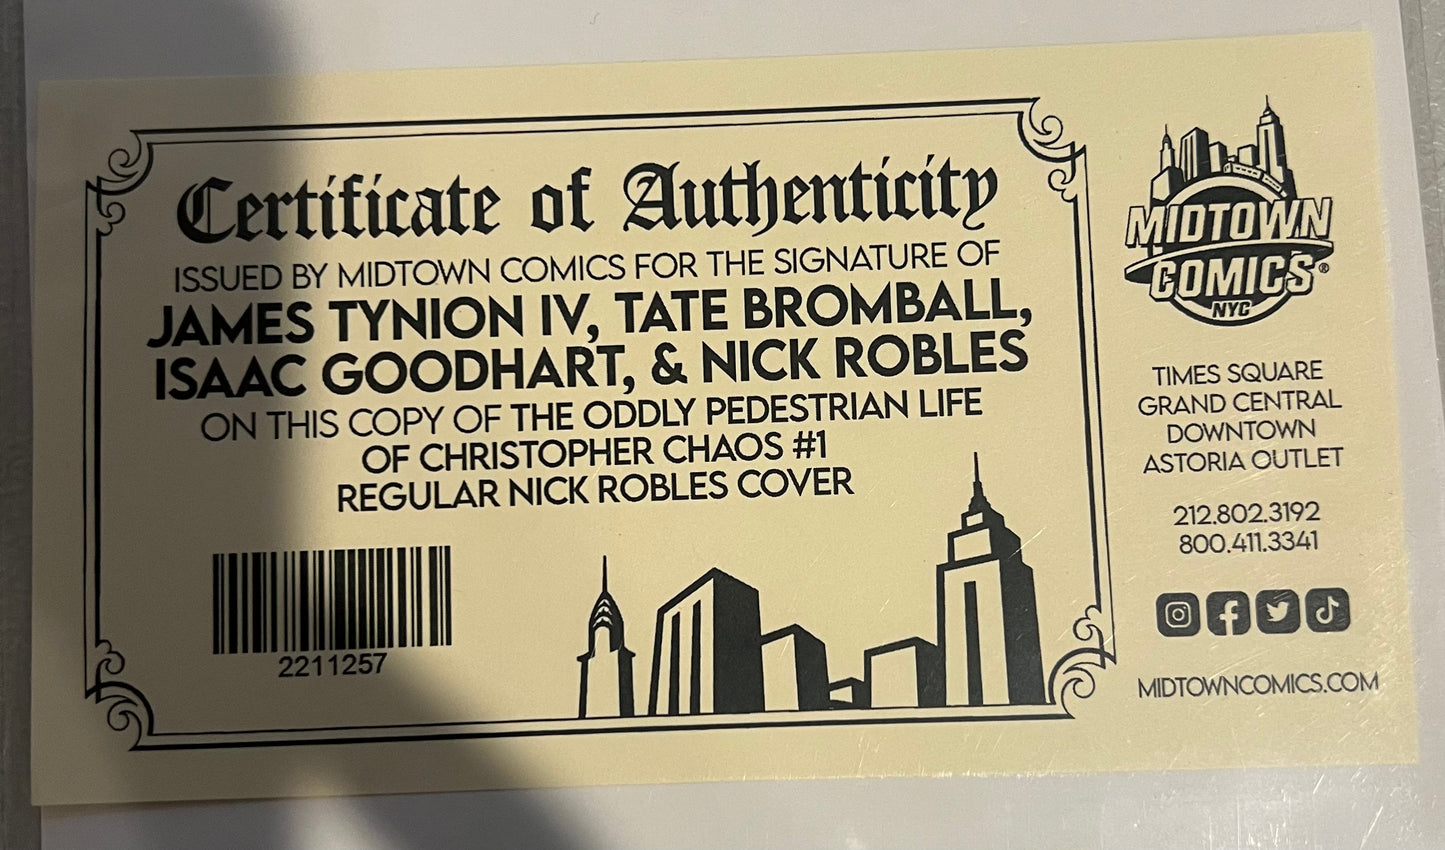 Certificate of Authenticity
ISSUED BY MIDTOWN COMICS FOR THE SIGNATURE OF
JAMES TYNION IV, TATE BROMBALL,
ISAAC GOODHART, & NICK ROBLES
ON THIS COPY OF THE ODDLY PEDESTRIAN LIFE
OF CHRISTOPHER CHAOS #1
REGULAR NICK ROBLES COVER
2211257
MIDTOWN
COMICS®
NYC
TIMES SQUARE
GRAND CENTRAL
DOWNTOWN
ASTORIA OUTLET
212.802.3192
800.411.3341
MIDTOWNCOMICS.COM